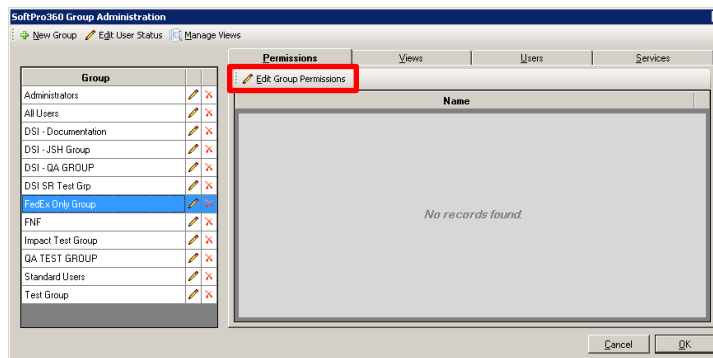 SoftPro360 Group Administration
New Group Edit User Status Manage Views
Permissions Views Users Services
Edit Group Permissions
Group
Name
Administrators
All Users
DSI - Documentation
DSI - JSH Group
DSI - QA GROUP
DSI SR Test Grp
FedEx Only Group
FNF
Impact Test Group
QA TEST GROUP
Standard Users
Test Group
No records found.
Cancel OK